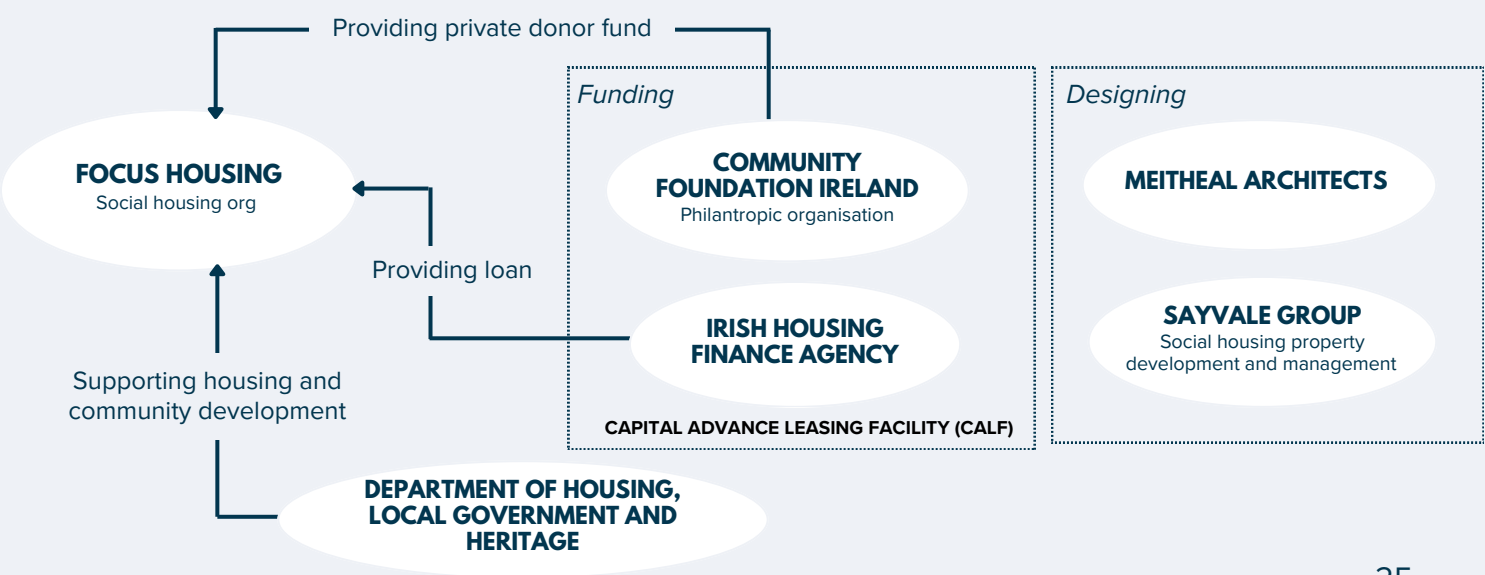 Providing private donor fund
Funding
Designing
FOCUS HOUSING
Social housing org
COMMUNITY
FOUNDATION IRELAND
Philantropic organisation
MEITHEAL ARCHITECTS
Providing loan
IRISH HOUSING
FINANCE AGENCY
SAYVALE GROUP
Social housing property
development and management
Supporting housing and
community development
CAPITAL ADVANCE LEASING FACILITY (CALF)
DEPARTMENT OF HOUSING,
LOCAL GOVERNMENT AND
HERITAGE